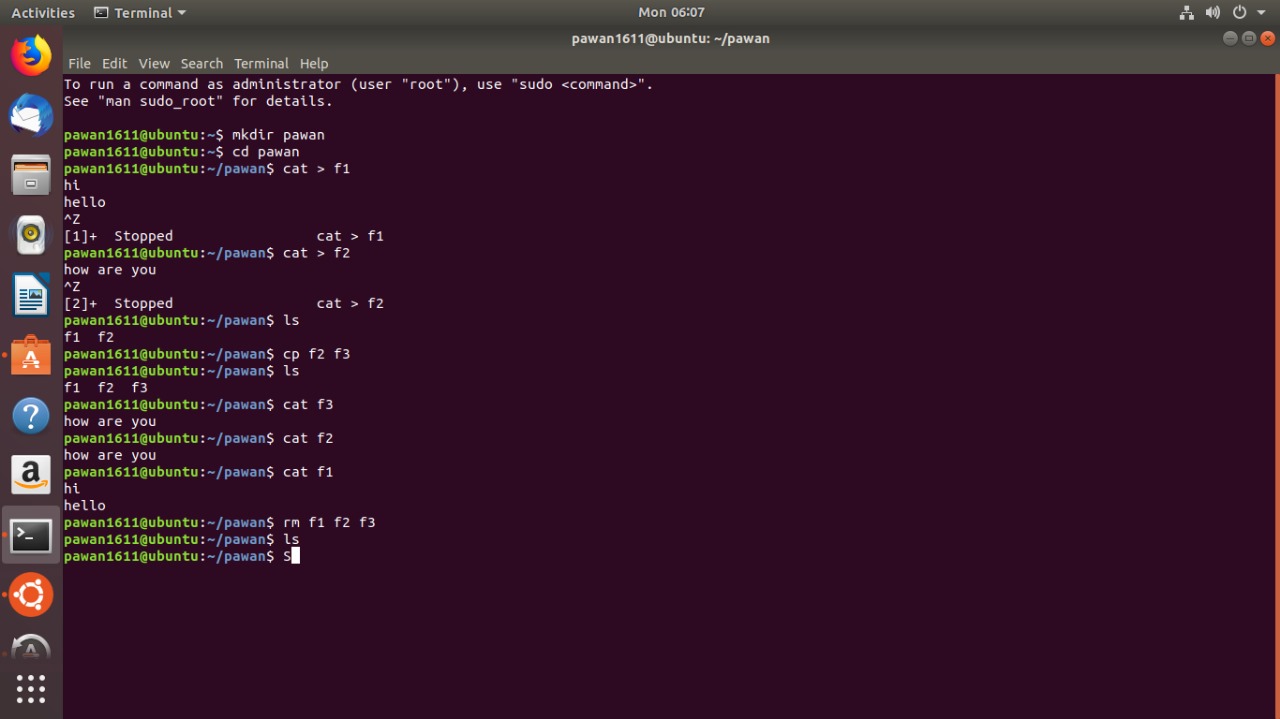 Activities Terminal Mon 06:07
pawan1611@ubuntu: ~/pawan
File Edit View Search Terminal Help
To run a command as administrator (user "root"), use "sudo <command>".
See "man sudo_root" for details.
pawan1611@ubuntu:~$ mkdir pawan
pawan1611@ubuntu:~$ cd pawan
pawan1611@ubuntu:~/pawan$ cat > f1
hi
hello
^Z
[1]+  Stopped                 cat > f1
pawan1611@ubuntu:~/pawan$ cat > f2
how are you
^Z
[2]+  Stopped                 cat > f2
pawan1611@ubuntu:~/pawan$ ls
f1  f2
pawan1611@ubuntu:~/pawan$ cp f2 f3
pawan1611@ubuntu:~/pawan$ ls
f1  f2  f3
pawan1611@ubuntu:~/pawan$ cat f3
how are you
pawan1611@ubuntu:~/pawan$ cat f2
how are you
pawan1611@ubuntu:~/pawan$ cat f1
hi
hello
pawan1611@ubuntu:~/pawan$ rm f1 f2 f3
pawan1611@ubuntu:~/pawan$ ls
pawan1611@ubuntu:~/pawan$ S